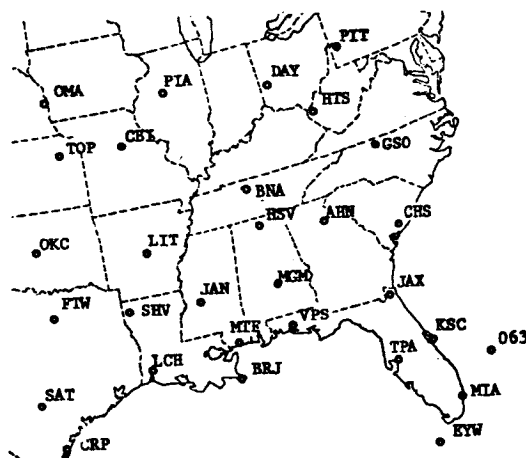 PIT
DAY
OMA
PIA
HTS
CBI
GSO
TOP
BNA
HSV
AHN
CHS
OKC
LIT
MGM
JAN
JAX
FTW
SHV
VPS
MTF
KSC
063
LCH
BRJ
TPA
SAT
MIA
CRP
EYW